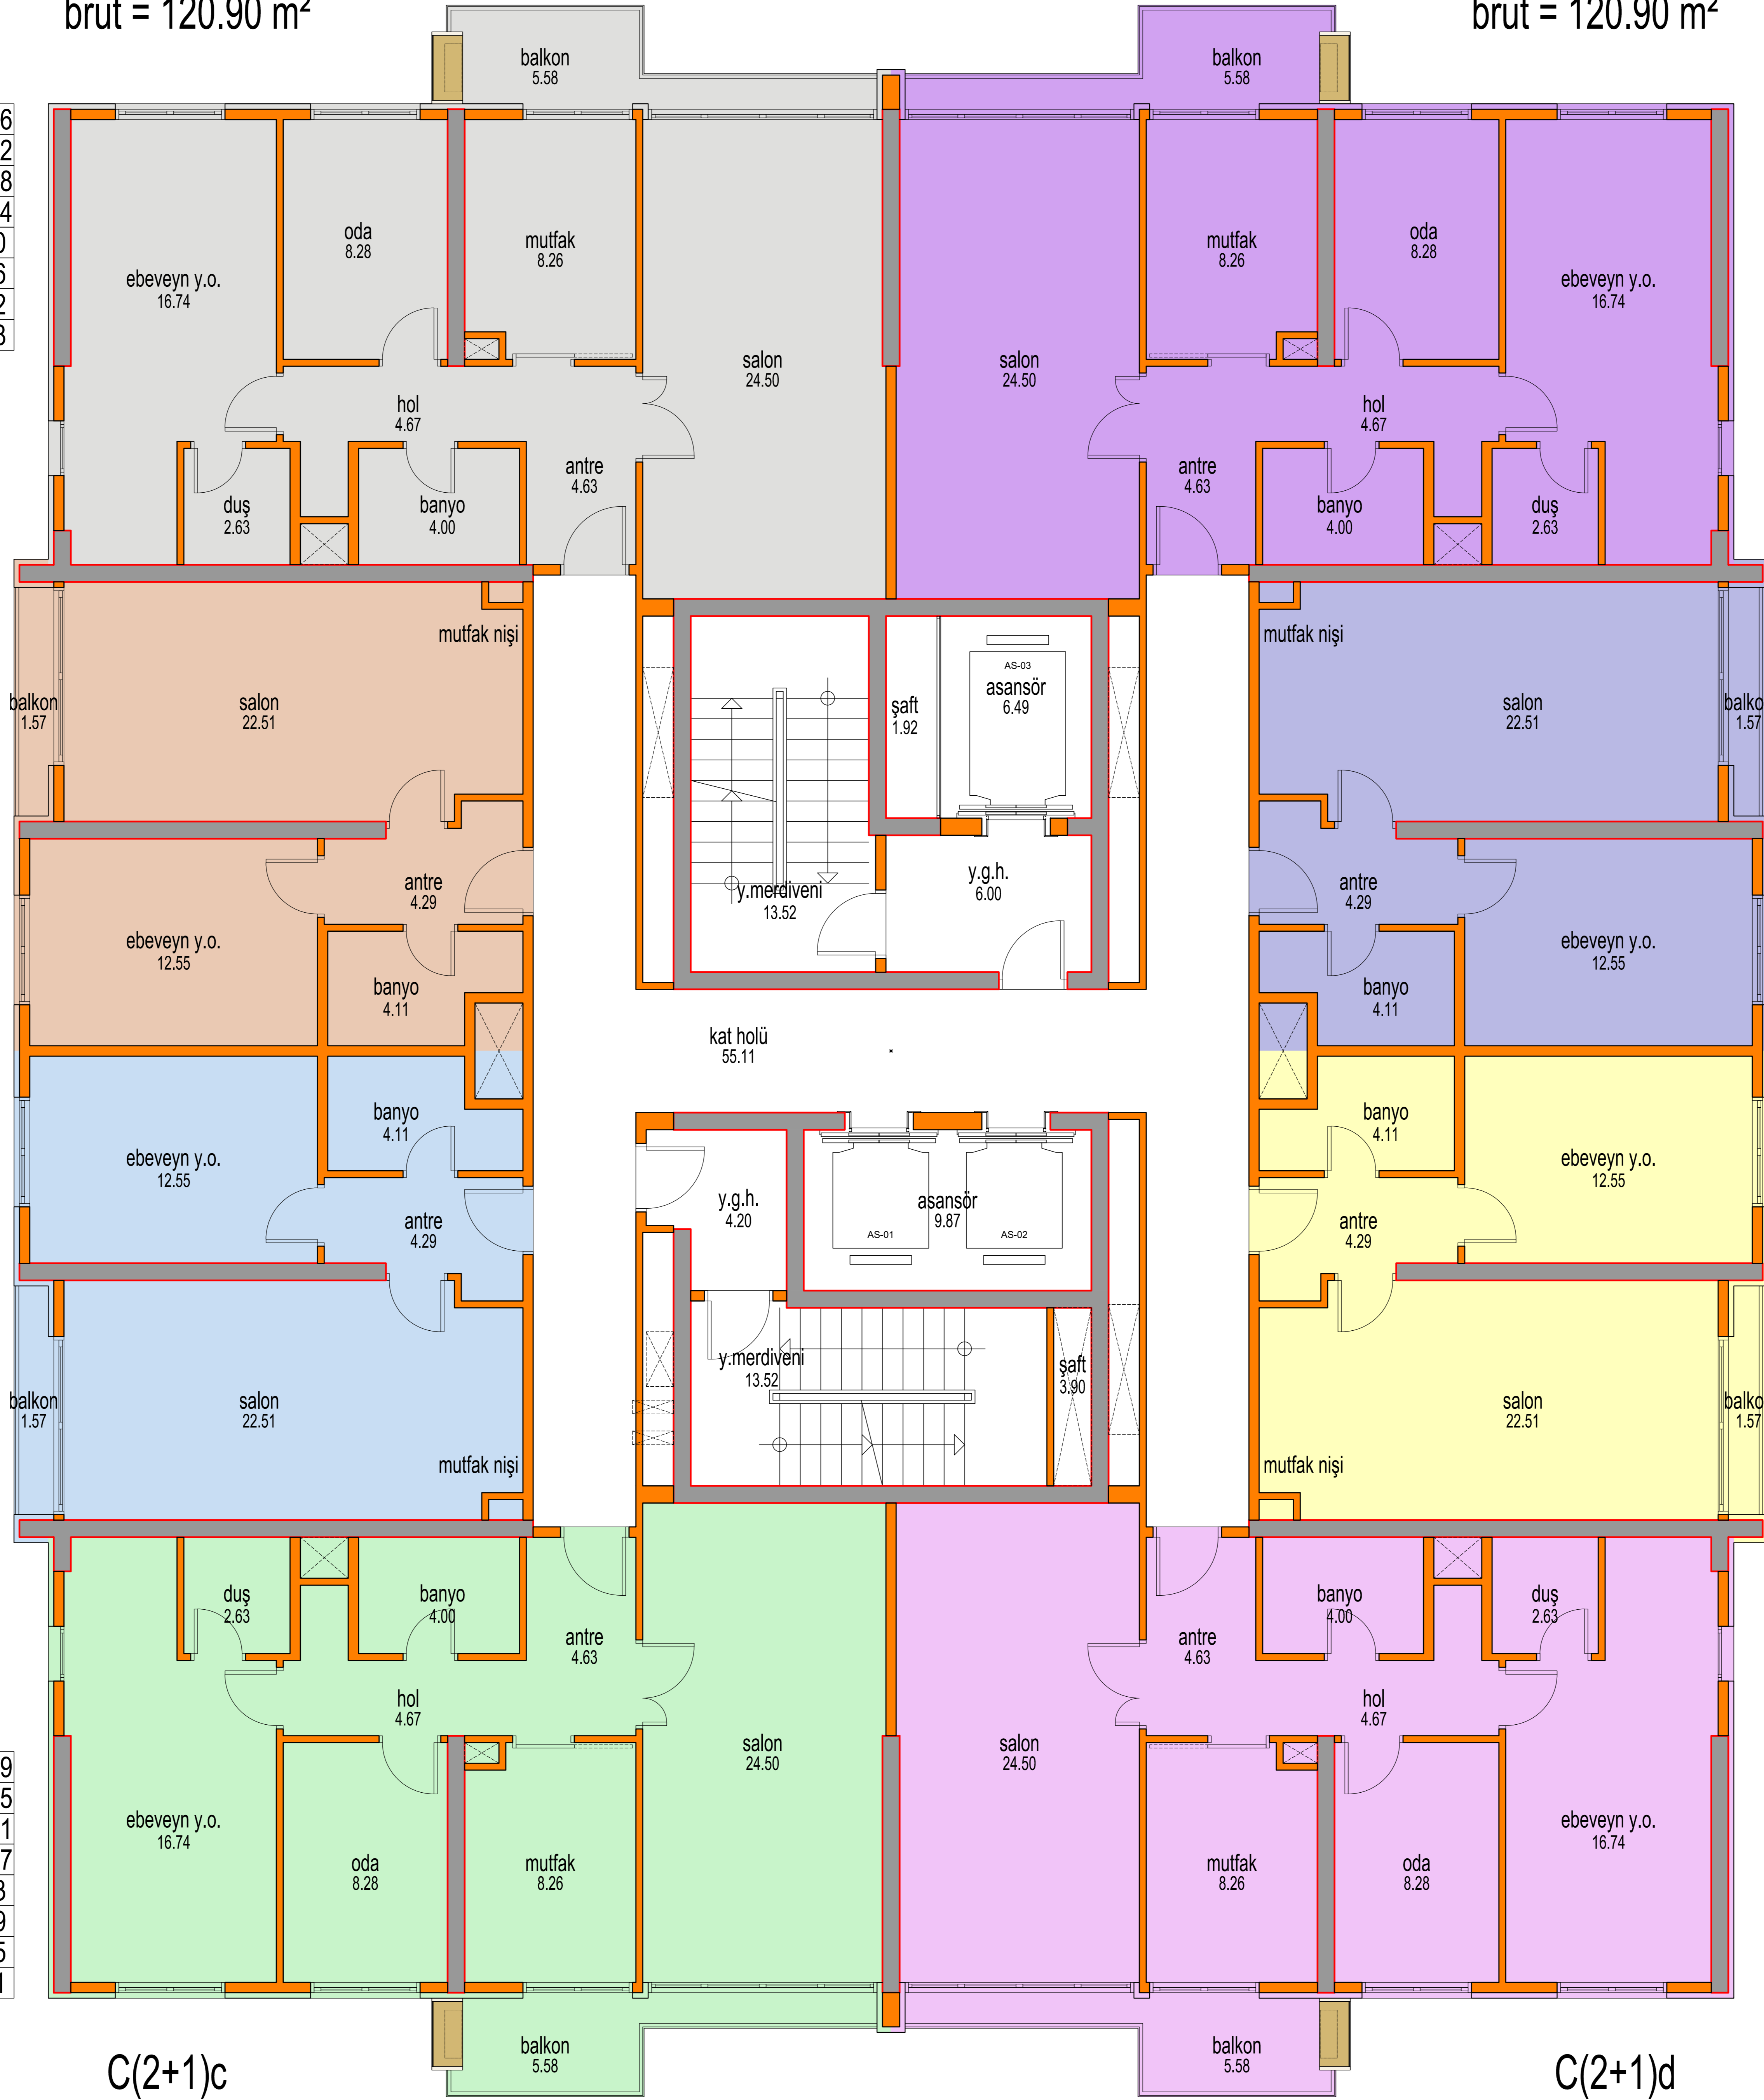 brut = 120.90 m²
brut = 120.90 m²
balkon
5.58
balkon
5.58
oda
8.28
mutfak
8.26
mutfak
8.26
oda
8.28
ebeveyn y.o.
16.74
ebeveyn y.o.
16.74
salon
24.50
salon
24.50
hol
4.67
hol
4.67
antre
4.63
antre
4.63
duş
2.63
banyo
4.00
banyo
4.00
duş
2.63
mutfak nişi
mutfak nişi
balkon
1.57
salon
22.51
şaft
1.92
AS-03
asansör
6.49
salon
22.51
balko
1.57
antre
4.29
y.merdiveni
13.52
y.g.h.
6.00
antre
4.29
ebeveyn y.o.
12.55
ebeveyn y.o.
12.55
banyo
4.11
banyo
4.11
kat holü
55.11
banyo
4.11
banyo
4.11
ebeveyn y.o.
12.55
ebeveyn y.o.
12.55
antre
4.29
y.g.h.
4.20
asansör
9.87
AS-01
AS-02
antre
4.29
balkon
1.57
salon
22.51
y.merdiveni
13.52
şaft
3.90
salon
22.51
balko
1.57
mutfak nişi
mutfak nişi
duş
2.63
banyo
4.00
banyo
4.00
duş
2.63
antre
4.63
antre
4.63
hol
4.67
hol
4.67
salon
24.50
salon
24.50
ebeveyn y.o.
16.74
ebeveyn y.o.
16.74
oda
8.28
mutfak
8.26
mutfak
8.26
oda
8.28
balkon
5.58
balkon
5.58
C(2+1)c
C(2+1)d